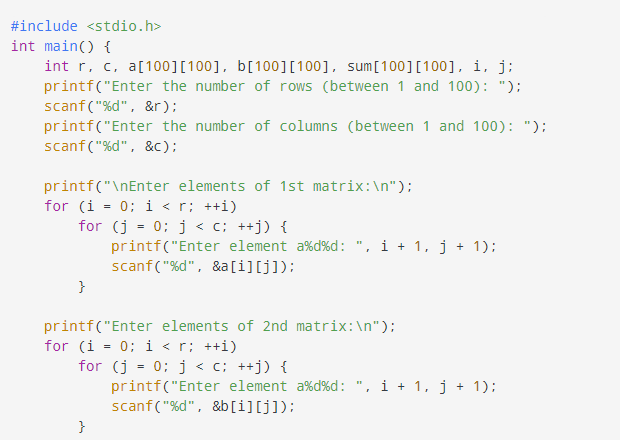 #include <stdio.h>
int main() {
    int r, c, a[100][100], b[100][100], sum[100][100], i, j;
    printf("Enter the number of rows (between 1 and 100): ");
    scanf("%d", &r);
    printf("Enter the number of columns (between 1 and 100): ");
    scanf("%d", &c);

    printf("\nEnter elements of 1st matrix:\n");
    for (i = 0; i < r; ++i)
        for (j = 0; j < c; ++j) {
            printf("Enter element a%d%d: ", i + 1, j + 1);
            scanf("%d", &a[i][j]);
        }

    printf("Enter elements of 2nd matrix:\n");
    for (i = 0; i < r; ++i)
        for (j = 0; j < c; ++j) {
            printf("Enter element a%d%d: ", i + 1, j + 1);
            scanf("%d", &b[i][j]);
        }